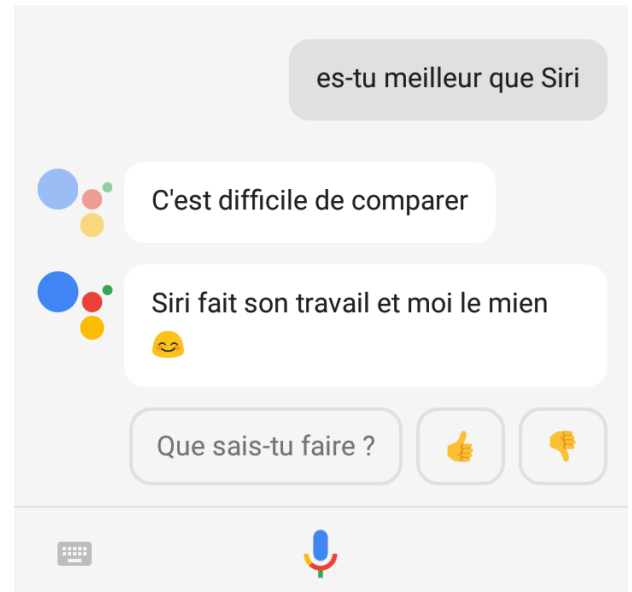 es-tu meilleur que Siri
C'est difficile de comparer
Siri fait son travail et moi le mien
😊
Que sais-tu faire ? 👍 👎